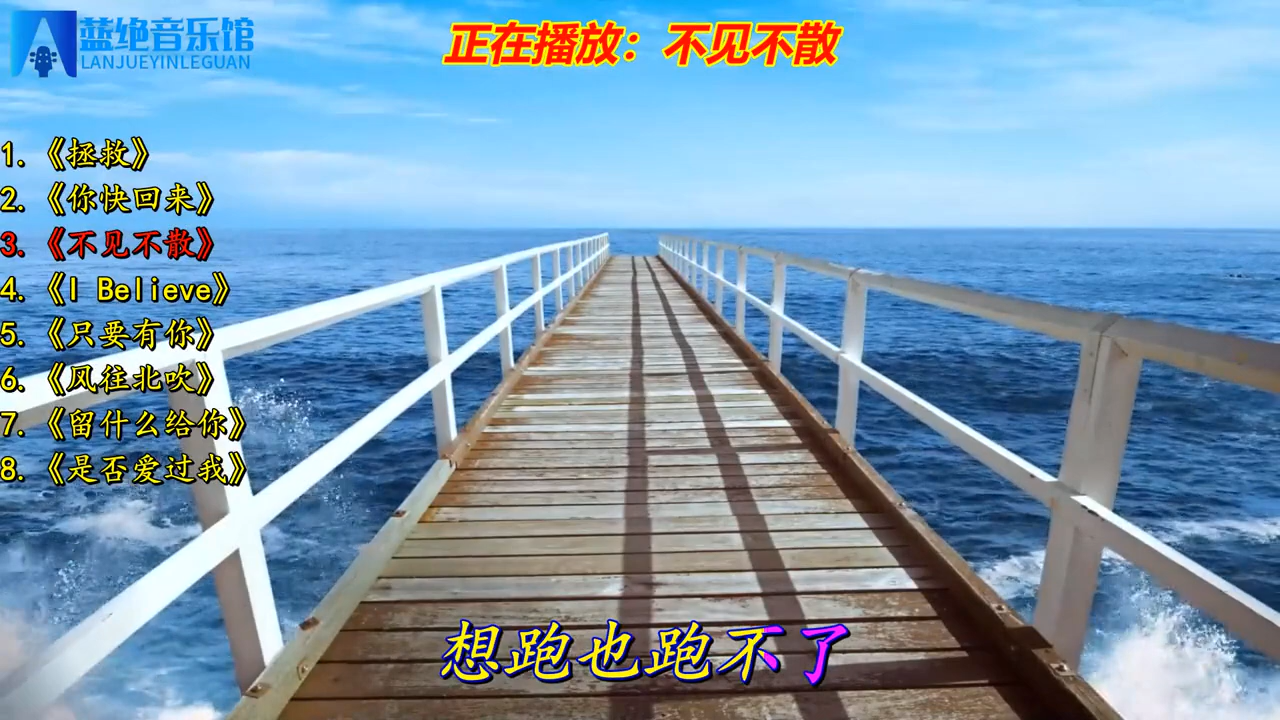 蓝绝音乐馆
LANJUEYINLEGUAN
正在播放：不见不散
1.《拯救》
2.《你快回来》
3.《不见不散》
4.《I Believe》
5.《只要有你》
6.《风往北吹》
7.《留什么给你》
8.《是否爱过我》
想跑也跑不了